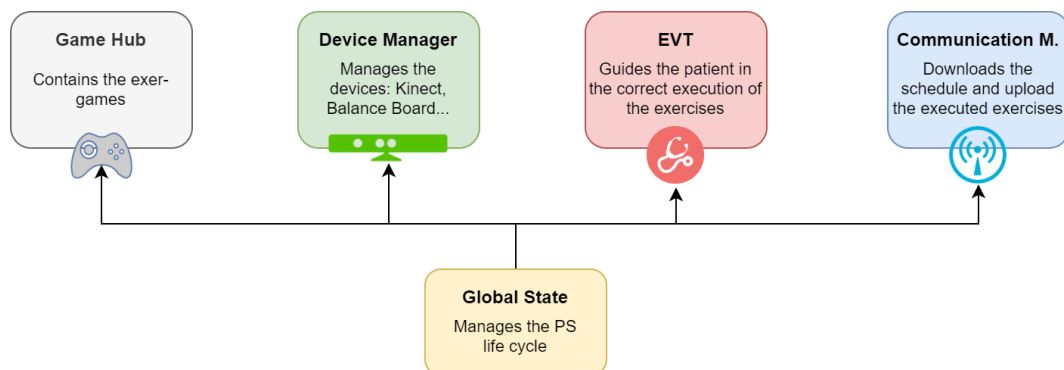 Game Hub
Contains the exer-
games
Device Manager
Manages the
devices: Kinect,
Balance Board...
EVT
Guides the patient in
the correct execution of
the exercises
Communication M.
Downloads the
schedule and upload
the executed exercises
Global State
Manages the PS
life cycle